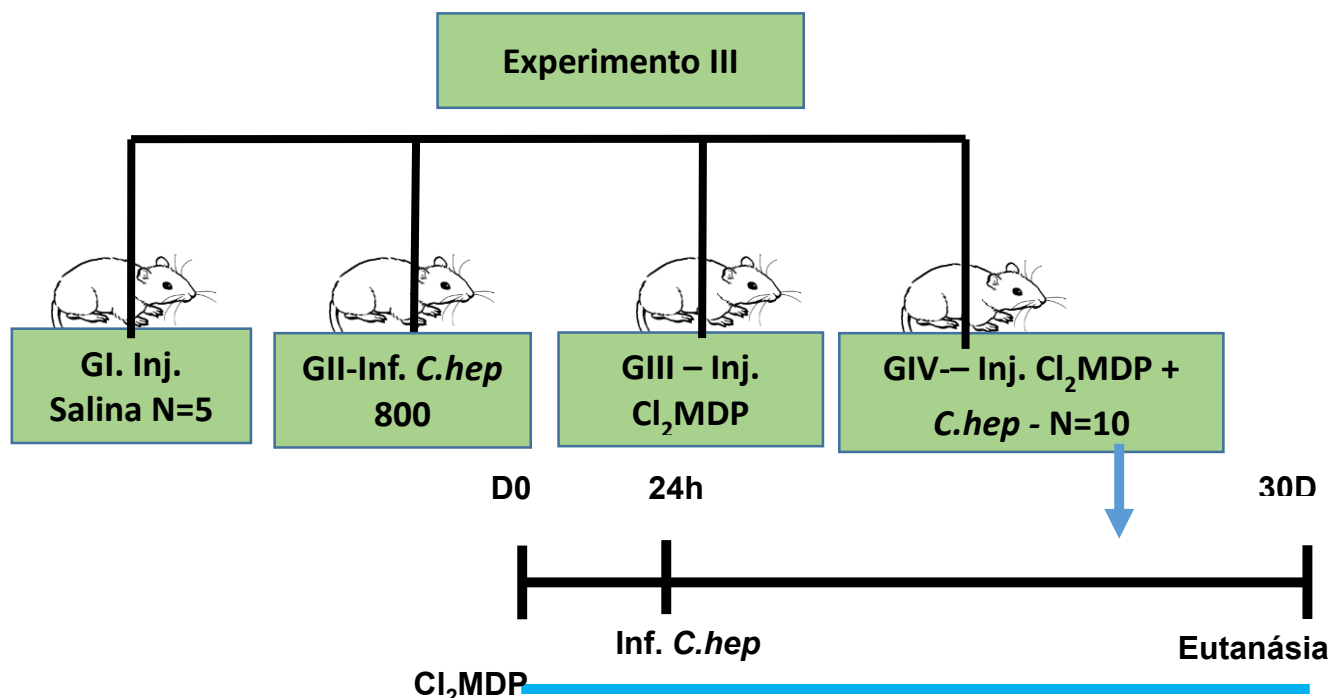 Experimento III
GI. Inj.
Salina N=5
GII-Inf. C.hep
800
GIII – Inj.
Cl₂MDP
GIV-– Inj. Cl₂MDP +
C.hep - N=10
D0
24h
30D
Inf. C.hep
Eutanásia
Cl₂MDP